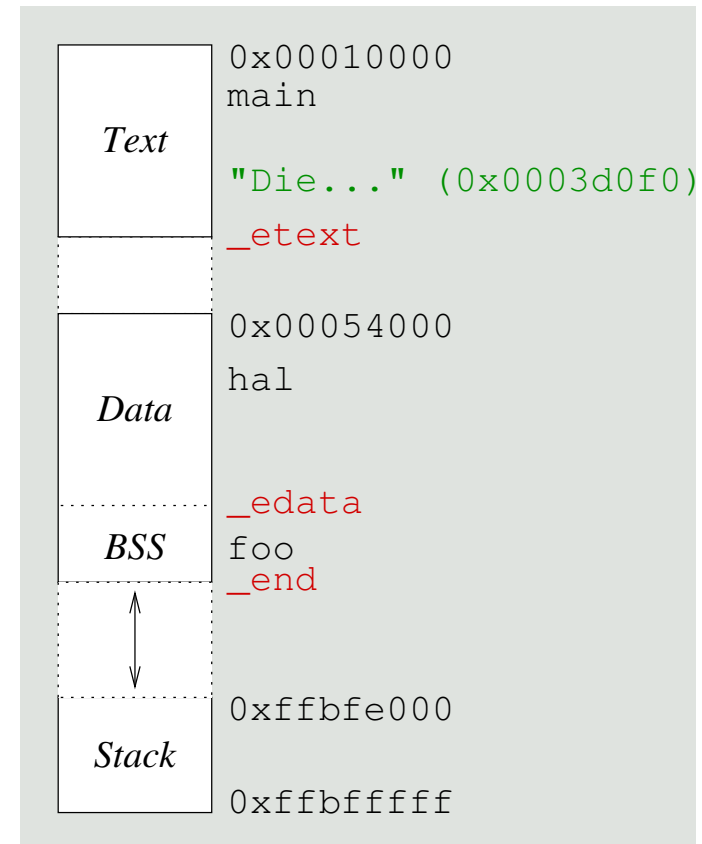 0x00010000
main
Text
"Die..." (0x0003d0f0)
_etext
0x00054000
hal
Data
_edata
BSS
foo
_end
0xffbfe000
Stack
0xffbfffff